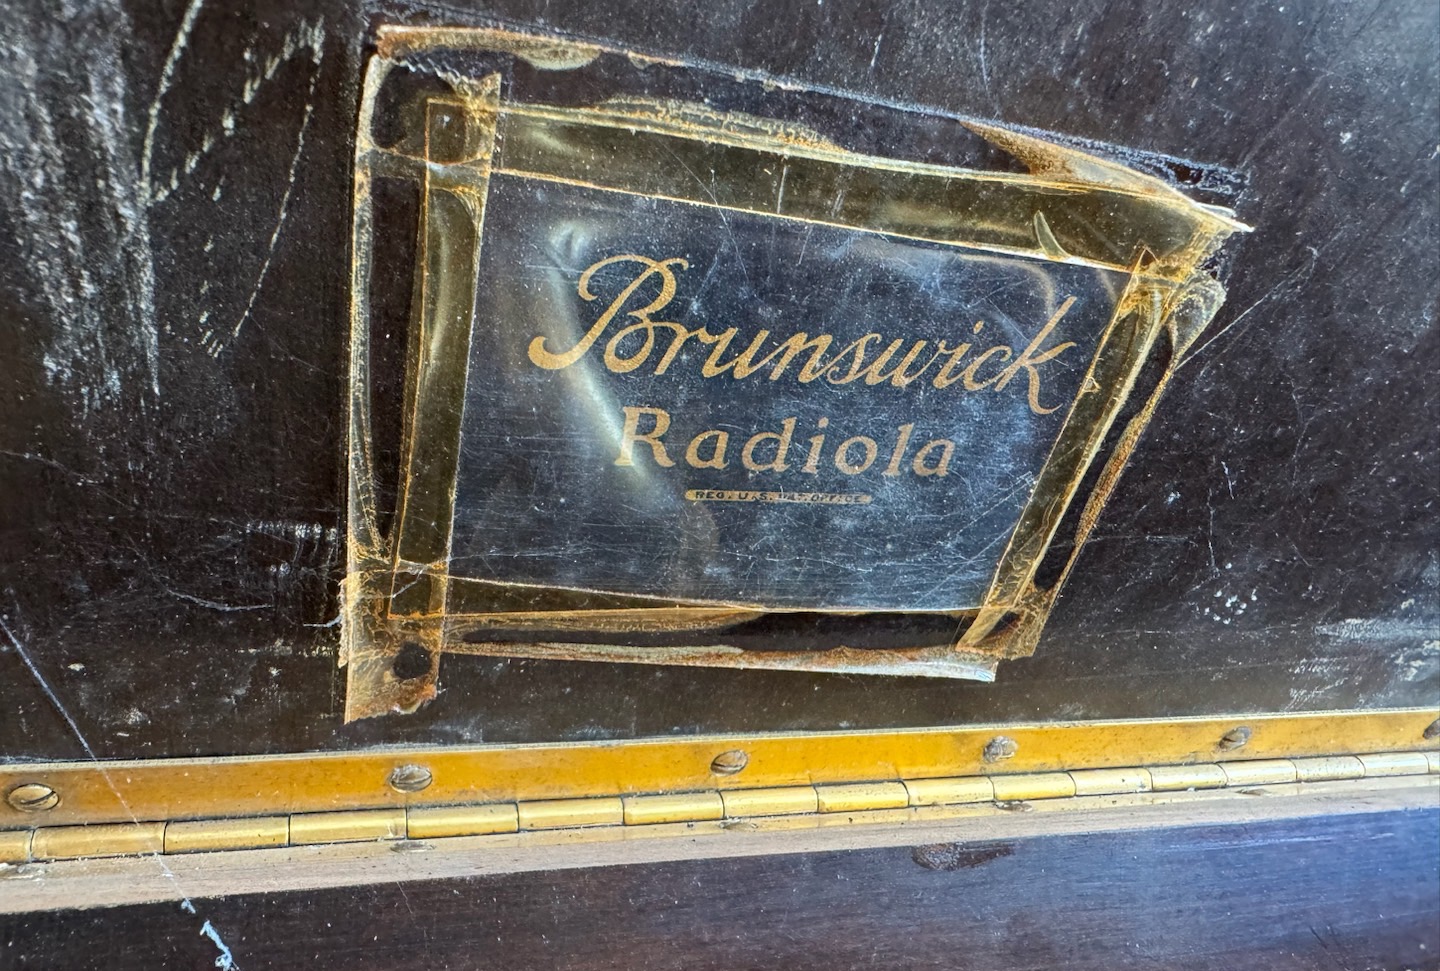 Brunswick
Radiola
REG. U.S. PAT. OFFICE